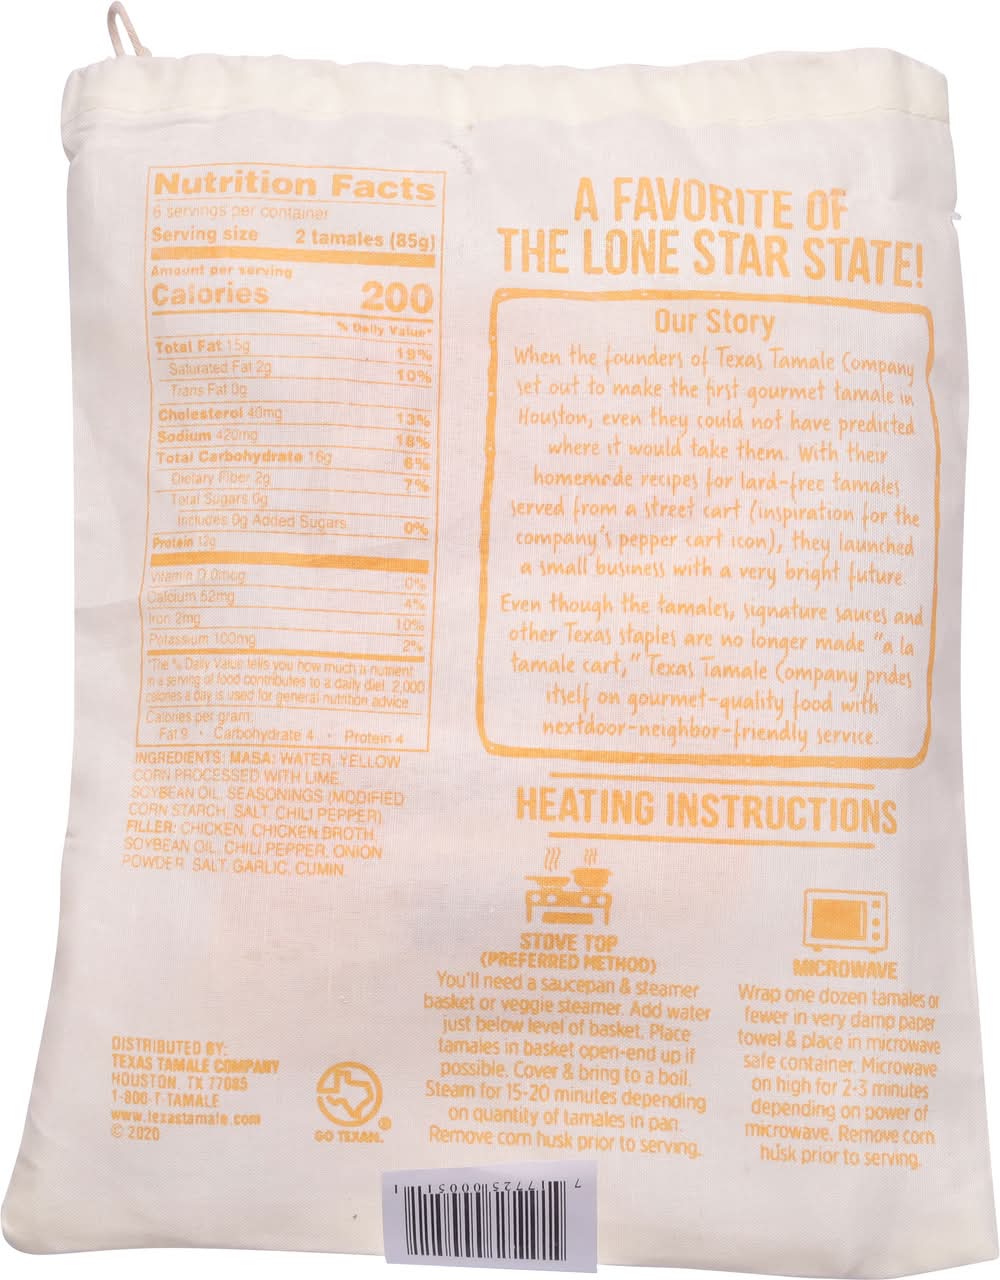 Nutrition Facts
6 servings per container
Serving size 2 tamales (85g)
Amount per serving
Calories 200
% Daily Value*
Total Fat 15g 19%
Saturated Fat 2g 10%
Trans Fat 0g
Cholesterol 40mg 13%
Sodium 420mg 18%
Total Carbohydrate 16g 6%
Dietary Fiber 2g 7%
Total Sugars 0g
Includes 0g Added Sugars 0%
Protein 12g
Vitamin D 0mcg 0%
Calcium 52mg 4%
Iron 2mg 10%
Potassium 100mg 2%
*The % Daily Value tells you how much a nutrient
in a serving of food contributes to a daily diet. 2,000
calories a day is used for general nutrition advice
Calories per gram:
Fat 9 · Carbohydrate 4 · Protein 4
INGREDIENTS: MASA: WATER, YELLOW
CORN PROCESSED WITH LIME,
SOYBEAN OIL, SEASONINGS (MODIFIED
CORN STARCH, SALT, CHILI PEPPER)
FILLER: CHICKEN, CHICKEN BROTH,
SOYBEAN OIL, CHILI PEPPER, ONION
POWDER, SALT, GARLIC, CUMIN.
DISTRIBUTED BY:
TEXAS TAMALE COMPANY
HOUSTON, TX 77085
1-800-T-TAMALE
www.texastamale.com
© 2020
GO TEXAN.
®
A FAVORITE OF
THE LONE STAR STATE!
Our Story
When the founders of Texas Tamale Company
set out to make the first gourmet tamale in
Houston, even they could not have predicted
where it would take them. With their
homemade recipes for lard-free tamales
served from a street cart (inspiration for the
company's pepper cart icon), they launched
a small business with a very bright future.
Even though the tamales, signature sauces and
other Texas staples are no longer made "a la
tamale cart," Texas Tamale Company prides
itself on gourmet-quality food with
nextdoor-neighbor-friendly service.
HEATING INSTRUCTIONS
STOVE TOP
(PREFERRED METHOD)
You'll need a saucepan & steamer
basket or veggie steamer. Add water
just below level of basket. Place
tamales in basket open-end up if
possible. Cover & bring to a boil.
Steam for 15-20 minutes depending
on quantity of tamales in pan.
Remove corn husk prior to serving.
MICROWAVE
Wrap one dozen tamales or
fewer in very damp paper
towel & place in microwave
safe container. Microwave
on high for 2-3 minutes
depending on power of
microwave. Remove corn
husk prior to serving.
7 17725 00005 1 1